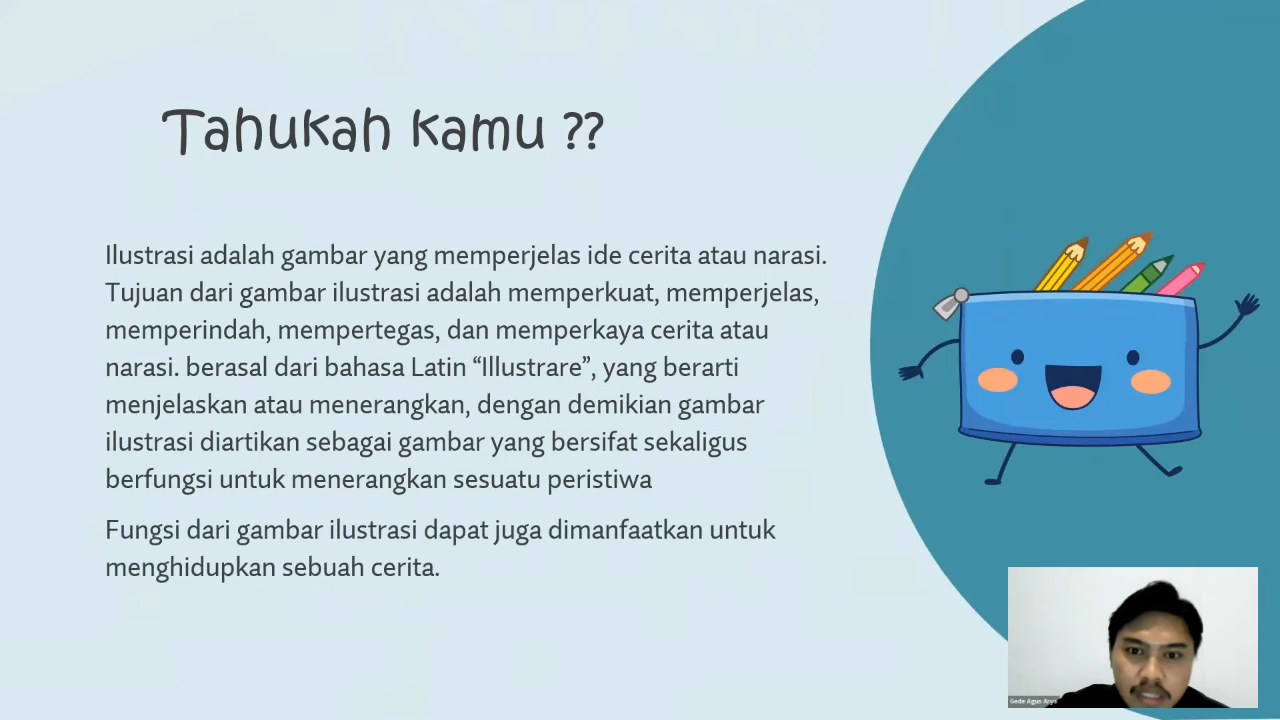 Tahukah kamu ??
Ilustrasi adalah gambar yang memperjelas ide cerita atau narasi.
Tujuan dari gambar ilustrasi adalah memperkuat, memperjelas,
memperindah, mempertegas, dan memperkaya cerita atau
narasi. berasal dari bahasa Latin “Illustrare”, yang berarti
menjelaskan atau menerangkan, dengan demikian gambar
ilustrasi diartikan sebagai gambar yang bersifat sekaligus
berfungsi untuk menerangkan sesuatu peristiwa
Fungsi dari gambar ilustrasi dapat juga dimanfaatkan untuk
menghidupkan sebuah cerita.
Gede Agus Arya